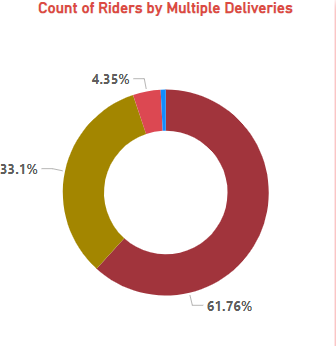 Count of Riders by Multiple Deliveries
4.35%
33.1%
61.76%